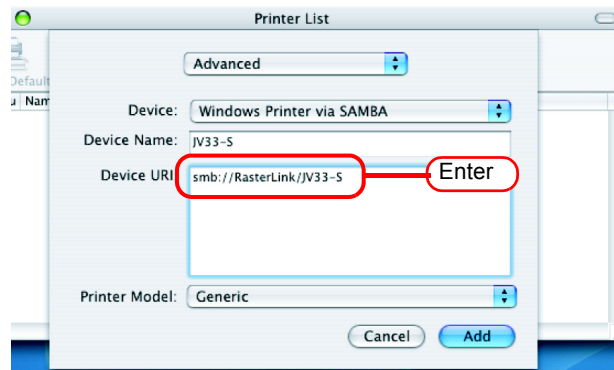 Printer List
Default
Advanced
u Nam
Device: Windows Printer via SAMBA
Device Name: JV33-S
Device URI smb://RasterLink/JV33-S Enter
Printer Model: Generic
Cancel Add